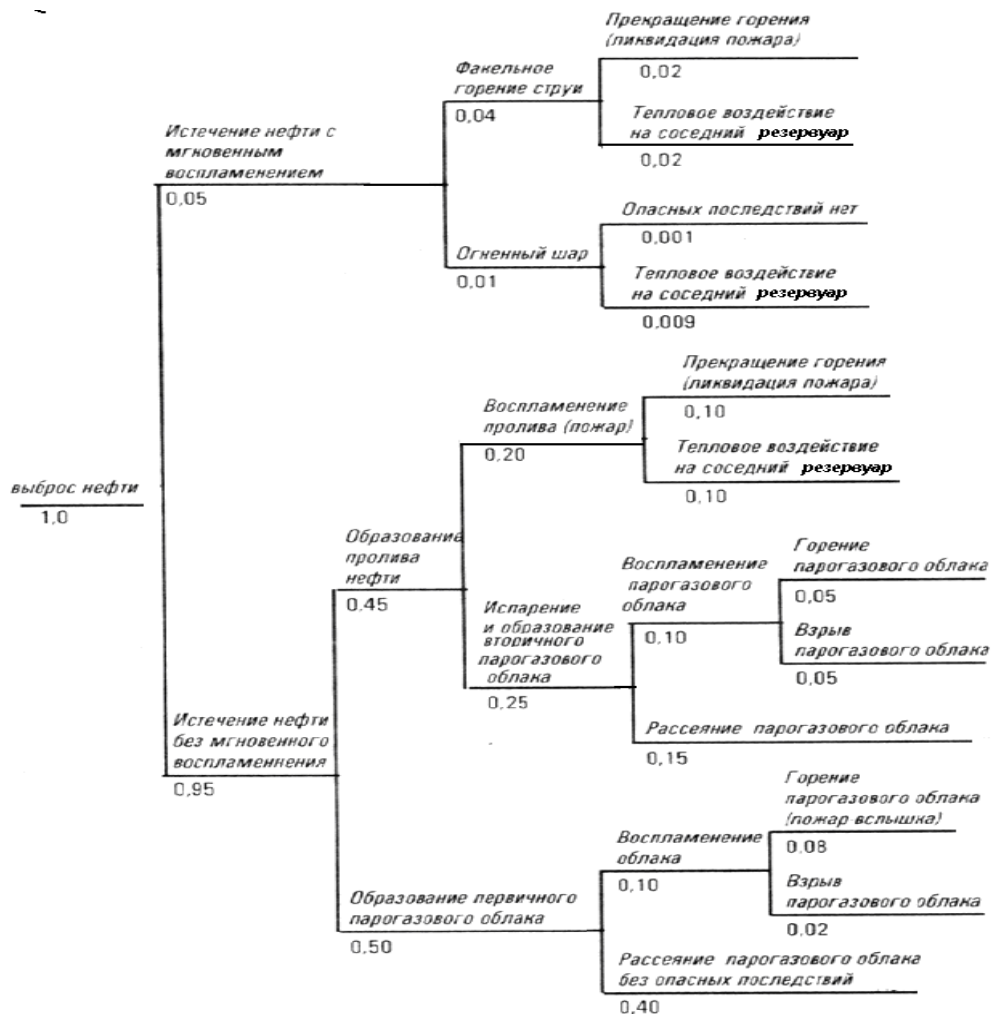 Прекращение горения
(ликвидация пожара)
0,02
Факельное
горение струи
0,04
Тепловое воздействие
на соседний резервуар
0,02
Истечение нефти с
мгновенным
воспламенением
0,05
Опасных последствий нет
0,001
Огненный шар
0,01
Тепловое воздействие
на соседний резервуар
0,009
Прекращение горения
(ликвидация пожара)
0,10
Воспламенение
пролива (пожар)
0,20
Тепловое воздействие
на соседний резервуар
0,10
выброс нефти
1,0
Образование
пролива
нефти
0,45
Горение
парогазового облака
0,05
Воспламенение
парогазового
облака
0,10
Испарение
и образование
вторичного
парогазового
облака
0,25
Взрыв
парогазового облака
0,05
Рассеяние парогазового облака
0,15
Истечение нефти
без мгновенного
воспламеннения
0,95
Горение
парогазового облака
(пожар-вспышка)
0,08
Воспламенение
облака
0,10
Взрыв
парогазового облака
0,02
Образование первичного
парогазового облака
0,50
Рассеяние парогазового облака
без опасных последствий
0,40